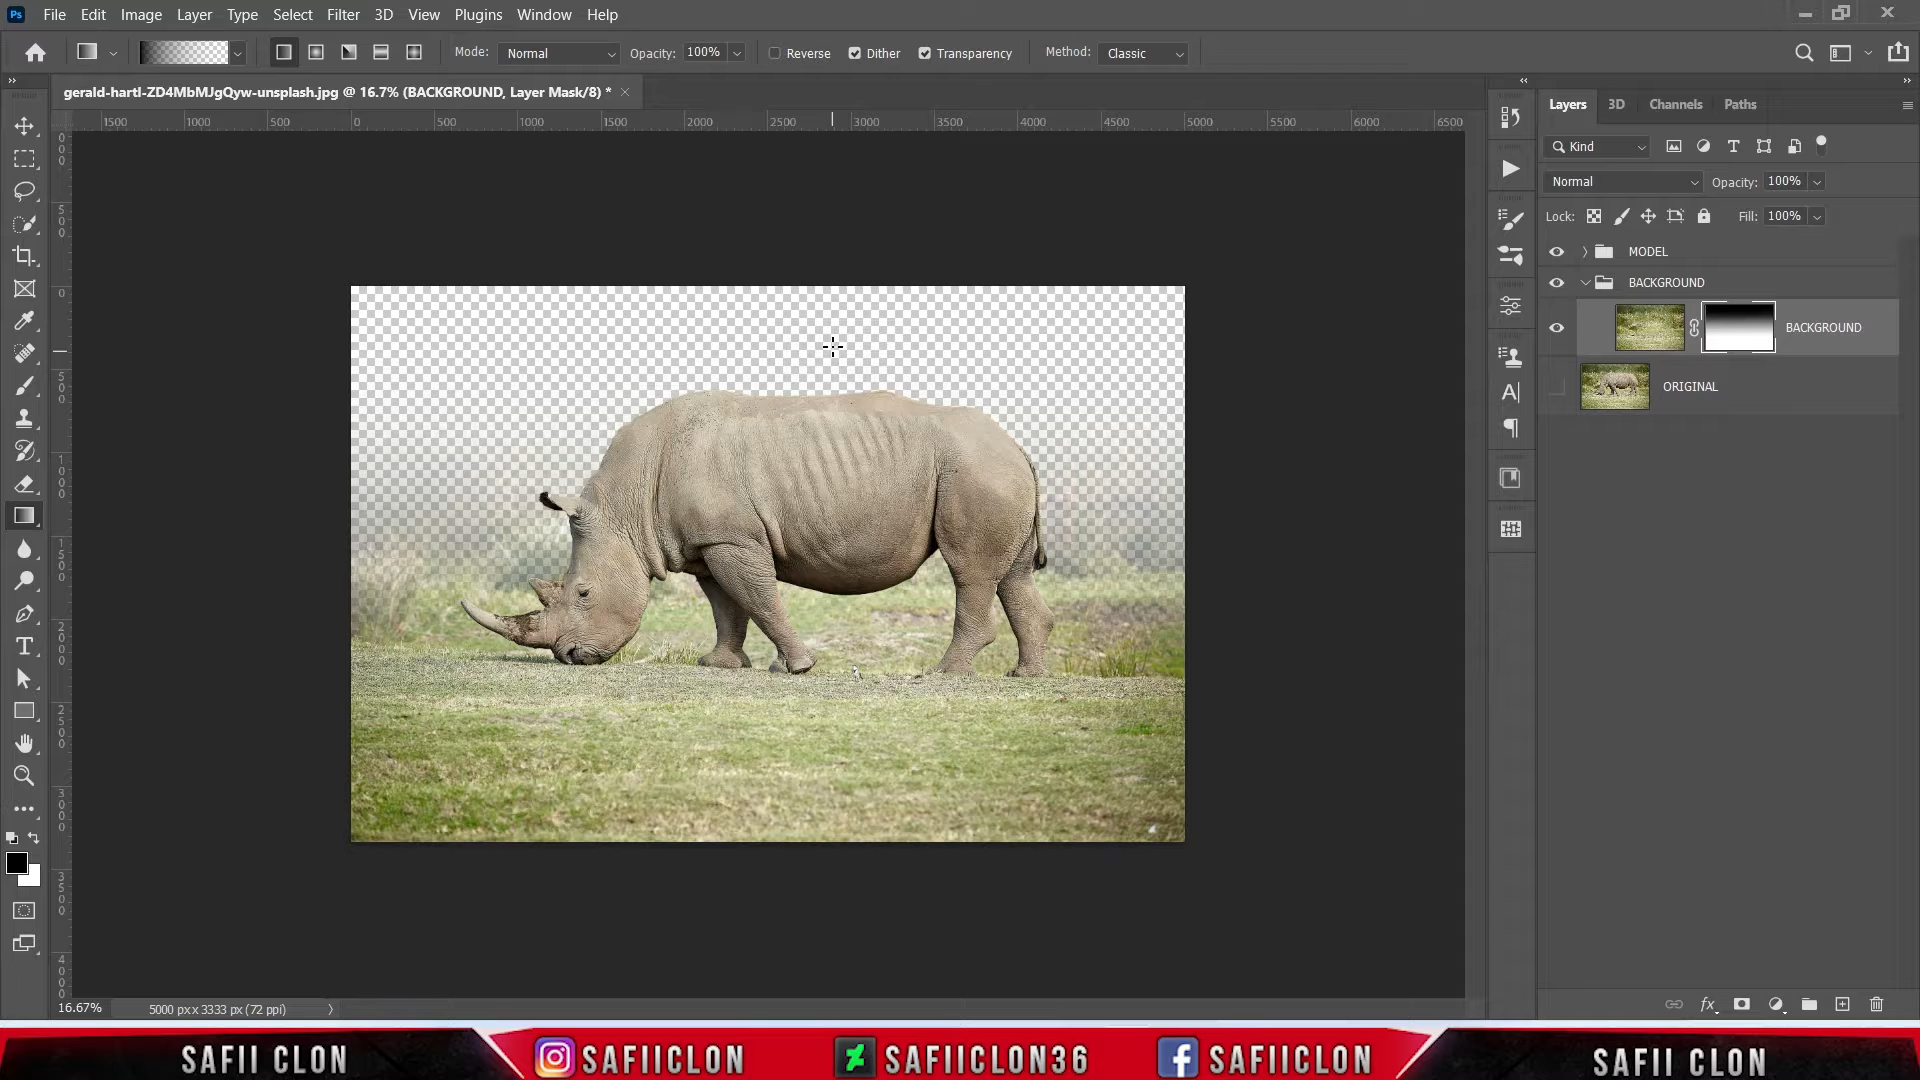 Ps File Edit Image Layer Type Select Filter 3D View Plugins Window Help
Mode: Normal Opacity: 100% Reverse Dither Transparency Method: Classic
gerald-hartl-ZD4MbMJgQyw-unsplash.jpg @ 16.7% (BACKGROUND, Layer Mask/8) *
1500 1000 500 0 500 1000 1500 2000 2500 3000 3500 4000 4500 5000 5500 6000 6500
Layers 3D Channels Paths
Kind
Normal Opacity: 100%
Lock: Fill: 100%
MODEL
BACKGROUND
BACKGROUND
ORIGINAL
16.67% 5000 px x 3333 px (72 ppi)
SAFII CLON SAFIICLON SAFIICLON36 SAFIICLON SAFII CLON